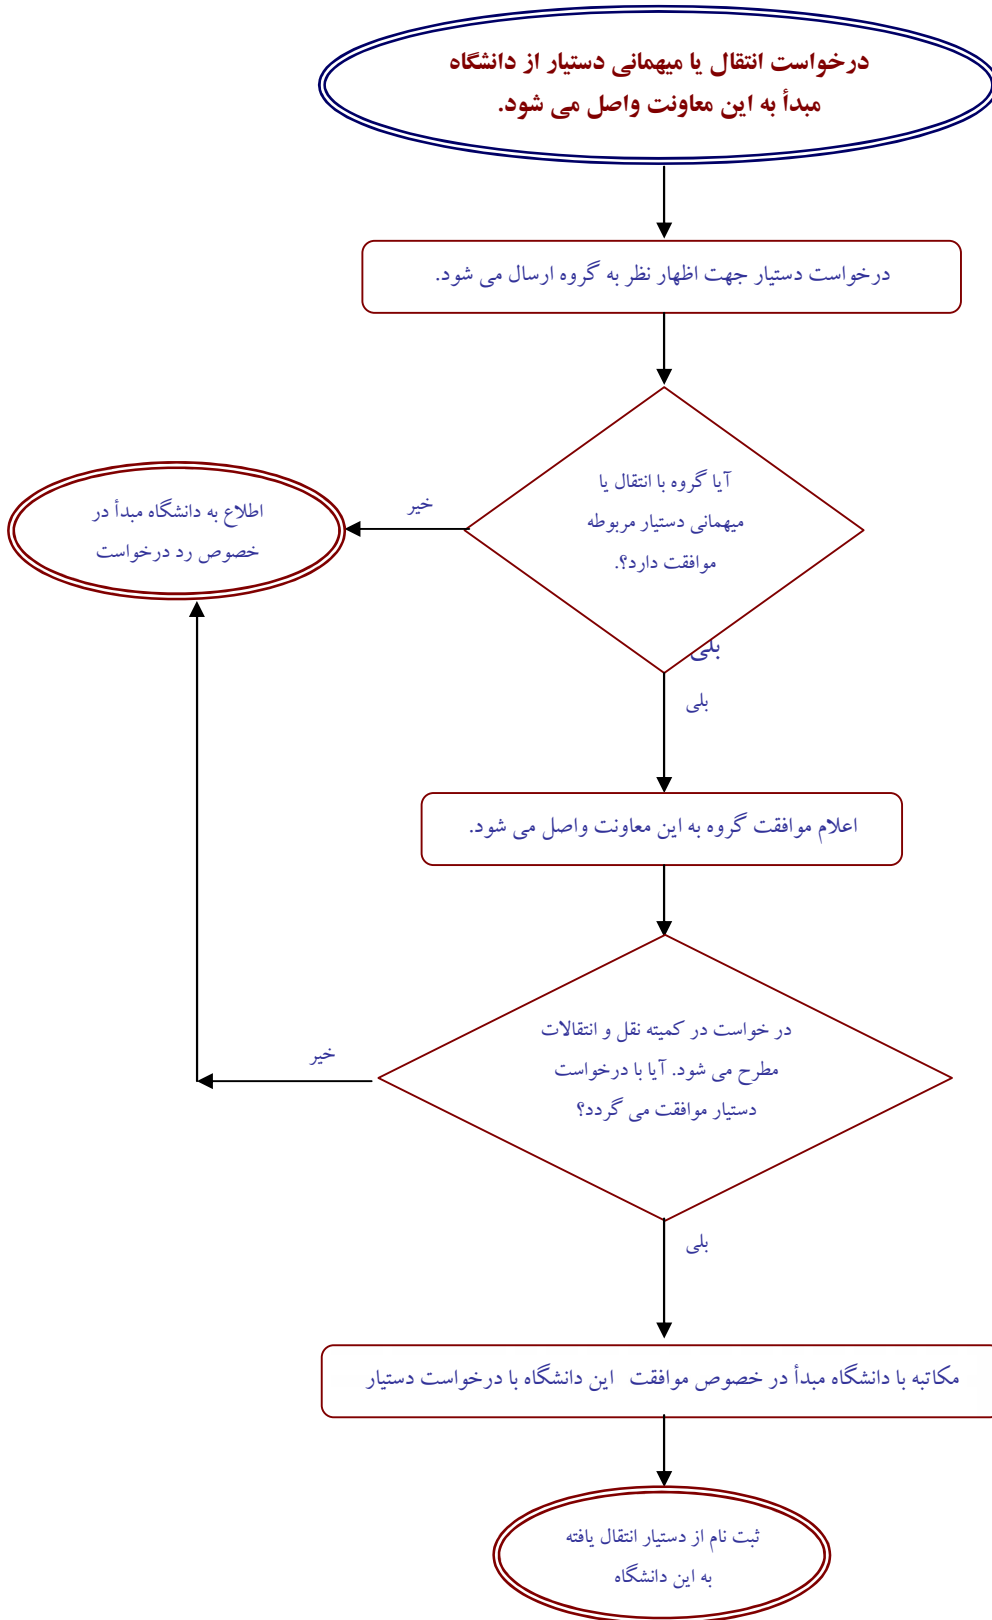 درخواست انتقال یا میهمانی دستیار از دانشگاه
مبدأ به این معاونت واصل می شود.
درخواست دستیار جهت اظهار نظر به گروه ارسال می شود.
آیا گروه با انتقال یا
میهمانی دستیار مربوطه
موافقت دارد؟.
خیر
اطلاع به دانشگاه مبدأ در
خصوص رد درخواست
بلی
بلی
اعلام موافقت گروه به این معاونت واصل می شود.
در خواست در کمیته نقل و انتقالات
مطرح می شود. آیا با درخواست
دستیار موافقت می گردد؟
خیر
بلی
مکاتبه با دانشگاه مبدأ در خصوص موافقت این دانشگاه با درخواست دستیار
ثبت نام از دستیار انتقال یافته
به این دانشگاه